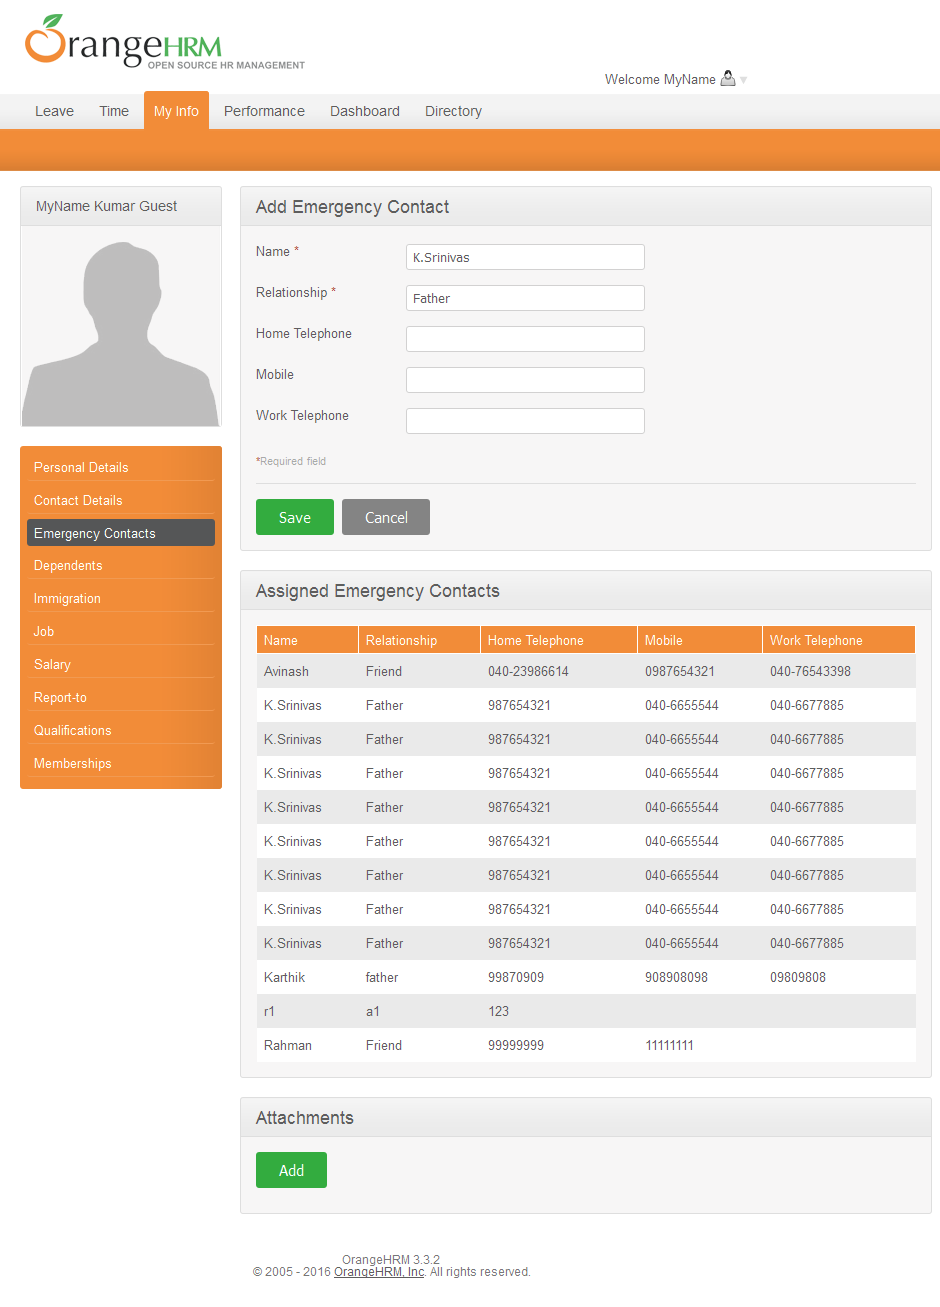 OrangeHRM
OPEN SOURCE HR MANAGEMENT
Welcome MyName
Leave Time My Info Performance Dashboard Directory
MyName Kumar Guest
Personal Details
Contact Details
Emergency Contacts
Dependents
Immigration
Job
Salary
Report-to
Qualifications
Memberships
Add Emergency Contact
Name * K.Srinivas
Relationship * Father
Home Telephone
Mobile
Work Telephone
*Required field
Save Cancel
Assigned Emergency Contacts
Name Relationship Home Telephone Mobile Work Telephone
Avinash Friend 040-23986614 0987654321 040-76543398
K.Srinivas Father 987654321 040-6655544 040-6677885
K.Srinivas Father 987654321 040-6655544 040-6677885
K.Srinivas Father 987654321 040-6655544 040-6677885
K.Srinivas Father 987654321 040-6655544 040-6677885
K.Srinivas Father 987654321 040-6655544 040-6677885
K.Srinivas Father 987654321 040-6655544 040-6677885
K.Srinivas Father 987654321 040-6655544 040-6677885
K.Srinivas Father 987654321 040-6655544 040-6677885
Karthik father 99870909 908908098 09809808
r1 a1 123
Rahman Friend 99999999 11111111
Attachments
Add
OrangeHRM 3.3.2
© 2005 - 2016 OrangeHRM, Inc. All rights reserved.